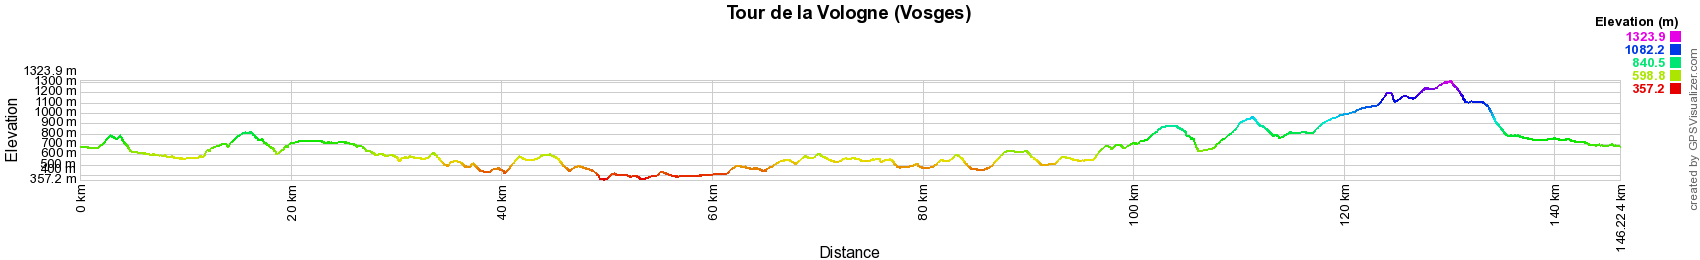 Tour de la Vologne (Vosges)
Elevation (m)
1323.9
1082.2
840.5
598.8
357.2
1323.9 m
1300 m
1200 m
1100 m
1000 m
900 m
800 m
700 m
600 m
500 m
400 m
357.2 m
Elevation
0 km
20 km
40 km
60 km
80 km
100 km
120 km
140 km
146.224 km
Distance
created by GPSVisualizer.com